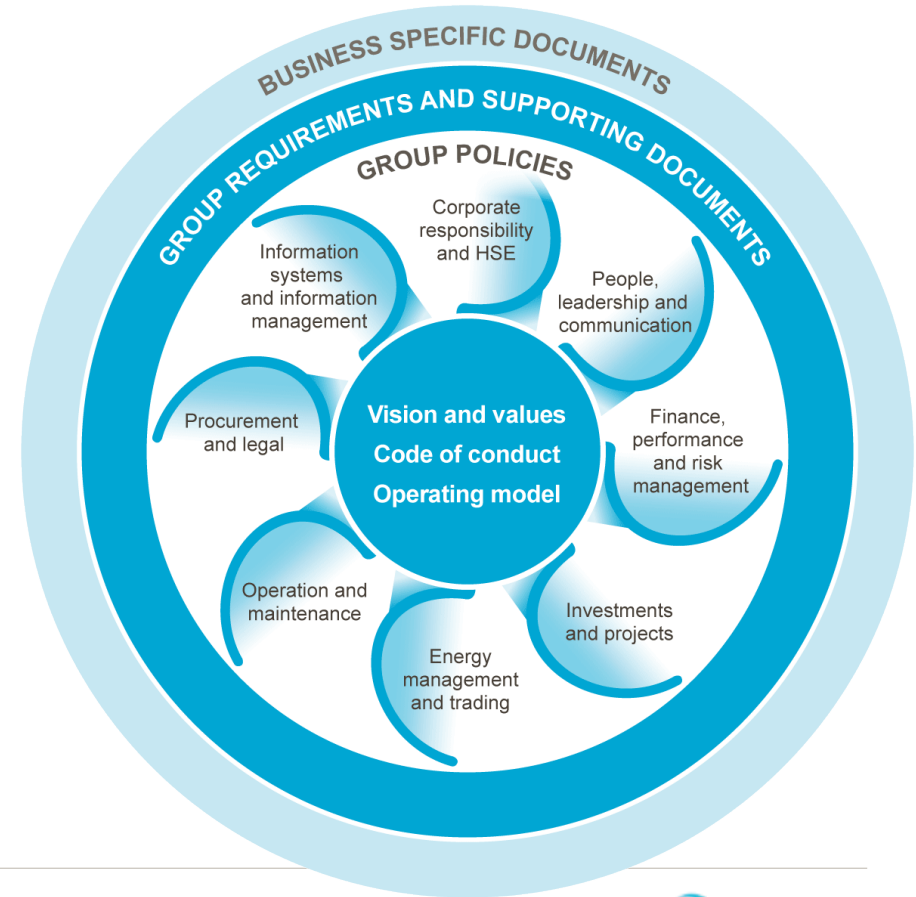 BUSINESS SPECIFIC DOCUMENTS
GROUP REQUIREMENTS AND SUPPORTING DOCUMENTS
GROUP POLICIES
Corporate
responsibility
and HSE
People,
leadership and
communication
Finance,
performance
and risk
management
Investments
and projects
Energy
management
and trading
Operation and
maintenance
Procurement
and legal
Information
systems
and information
management
Vision and values
Code of conduct
Operating model